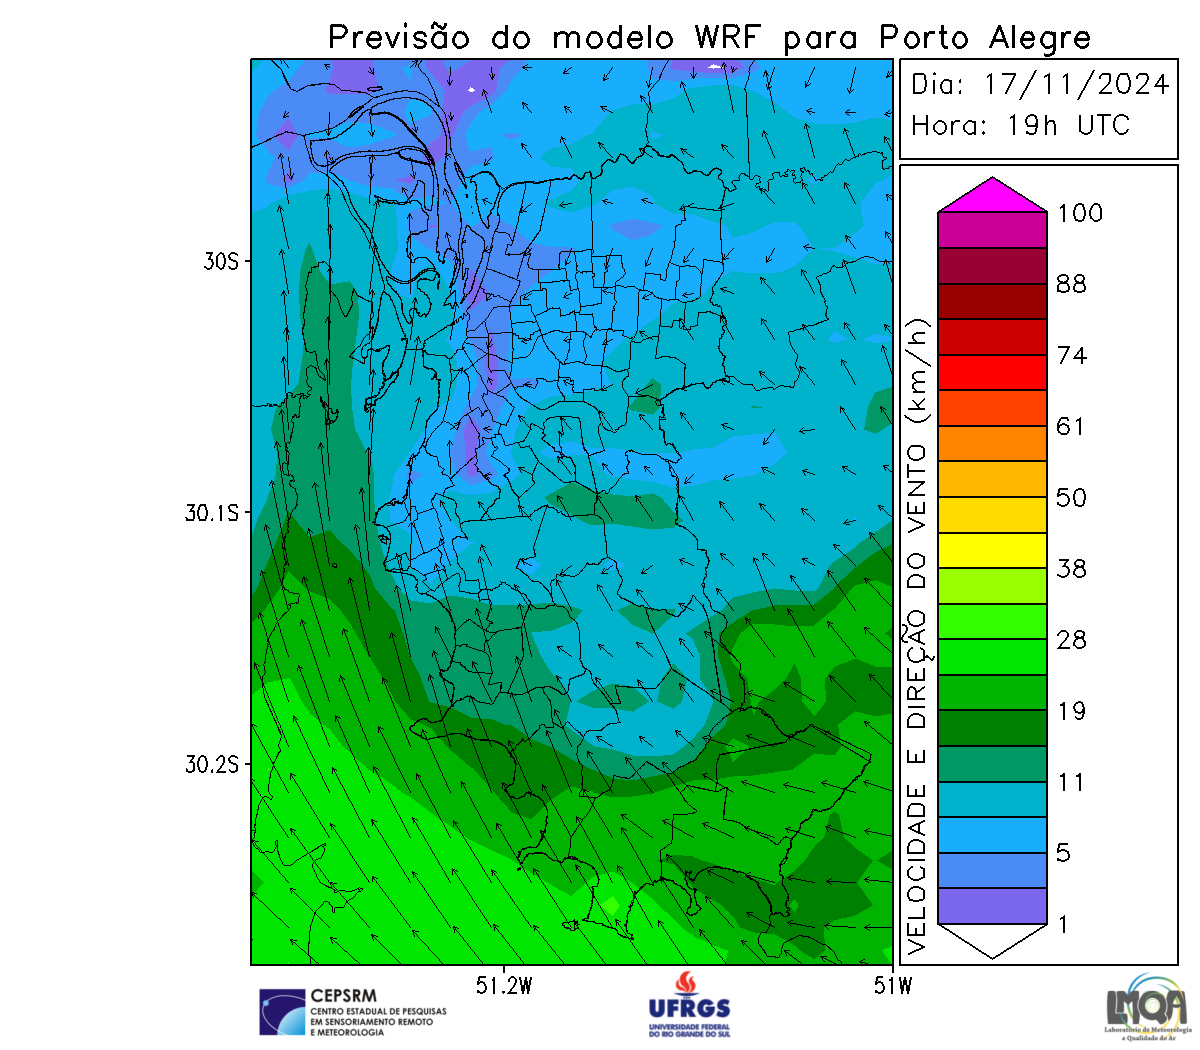 Previsão do modelo WRF para Porto Alegre
Dia: 17/11/2024
Hora: 19h UTC
30S
30.1S
30.2S
51.2W
51W
VELOCIDADE E DIREÇÃO DO VENTO (km/h)
100
88
74
61
50
38
28
19
11
5
1
CEPSRM
CENTRO ESTADUAL DE PESQUISAS
EM SENSORIAMENTO REMOTO
E METEOROLOGIA
UFRGS
UNIVERSIDADE FEDERAL
DO RIO GRANDE DO SUL
LMQA
Laboratório de Meteorologia
e Qualidade do Ar